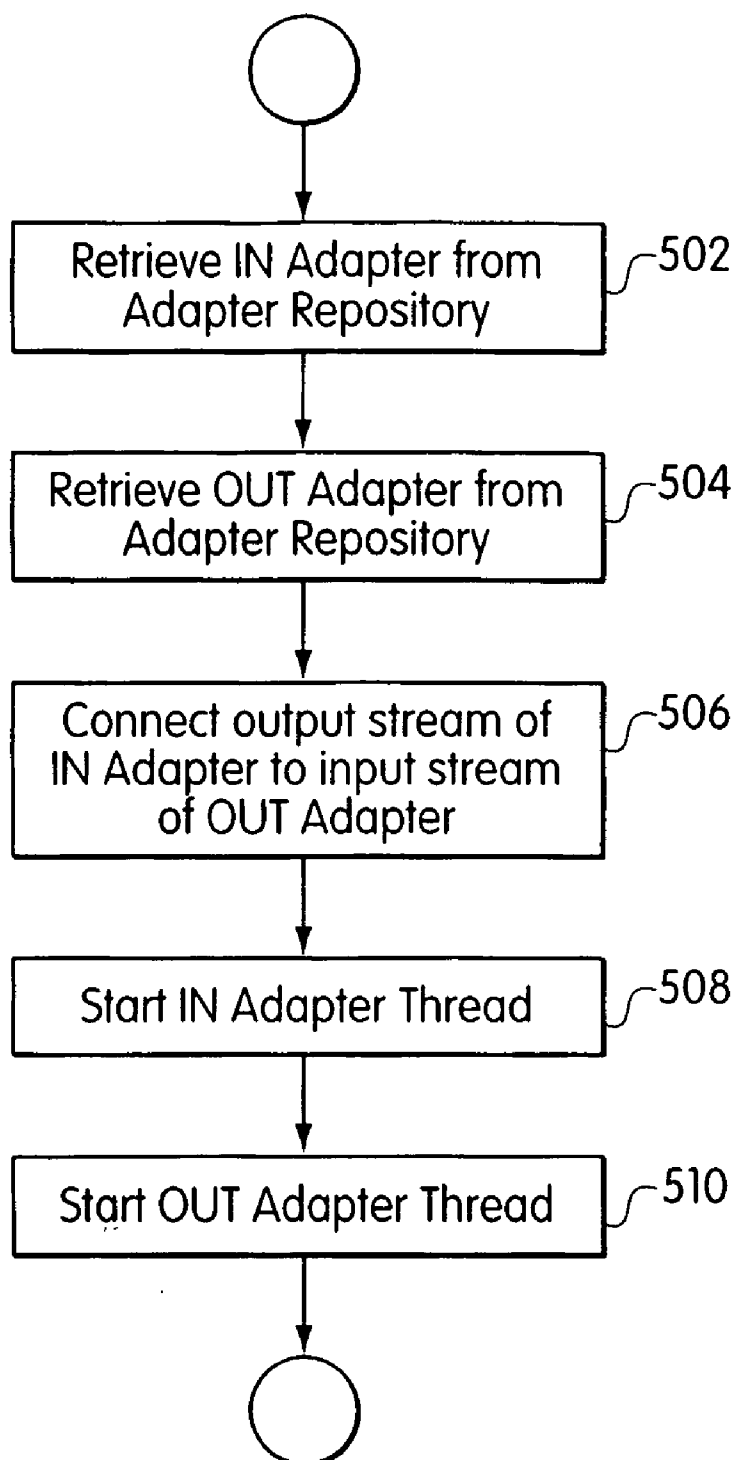 Retrieve IN Adapter from
Adapter Repository
502
Retrieve OUT Adapter from
Adapter Repository
504
Connect output stream of
IN Adapter to input stream
of OUT Adapter
506
Start IN Adapter Thread
508
Start OUT Adapter Thread
510